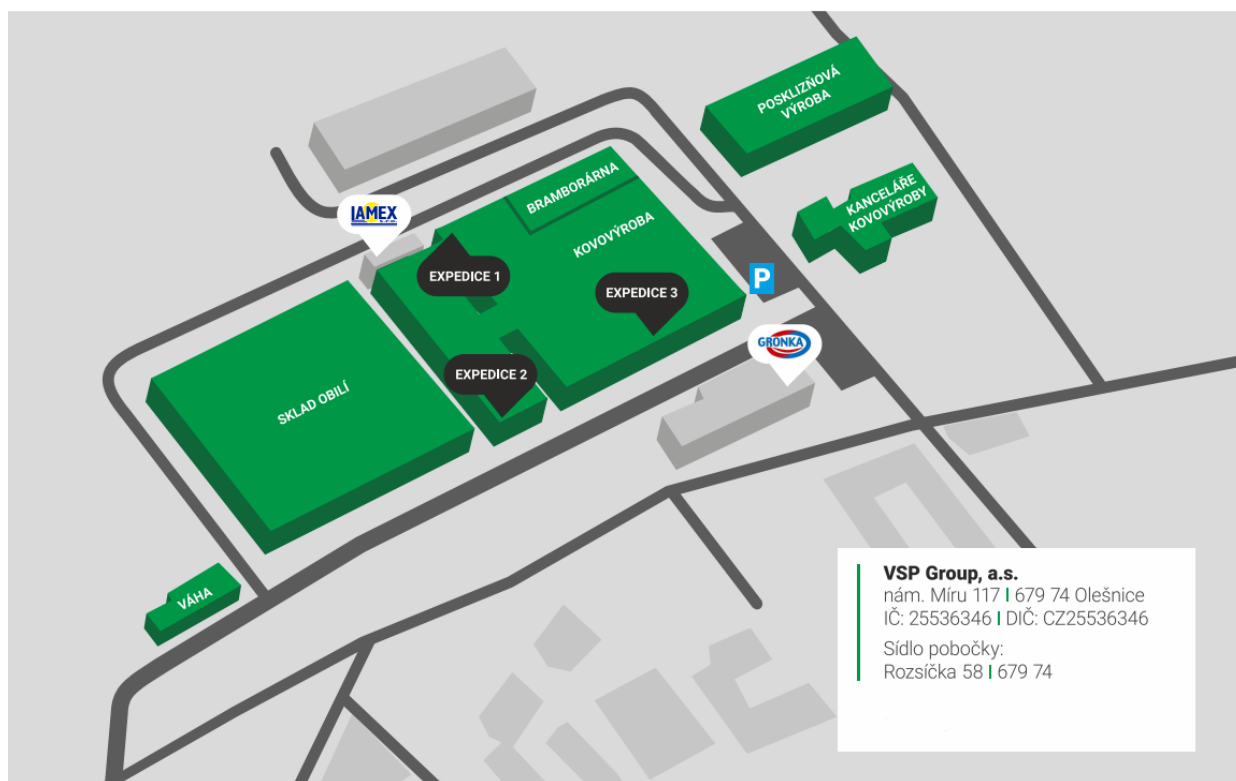 POSKLIZŇOVÁ
VÝROBA
BRAMBORÁRNA
KANCELÁŘE
KOVOVÝROBY
LAMEX
s.r.o.
KOVOVÝROBA
EXPEDICE 1
P
EXPEDICE 3
GRONKA
EXPEDICE 2
SKLAD OBILÍ
VÁHA
VSP Group, a.s.
nám. Míru 117 I 679 74 Olešnice
IČ: 25536346 I DIČ: CZ25536346
Sídlo pobočky:
Rozsíčka 58 I 679 74